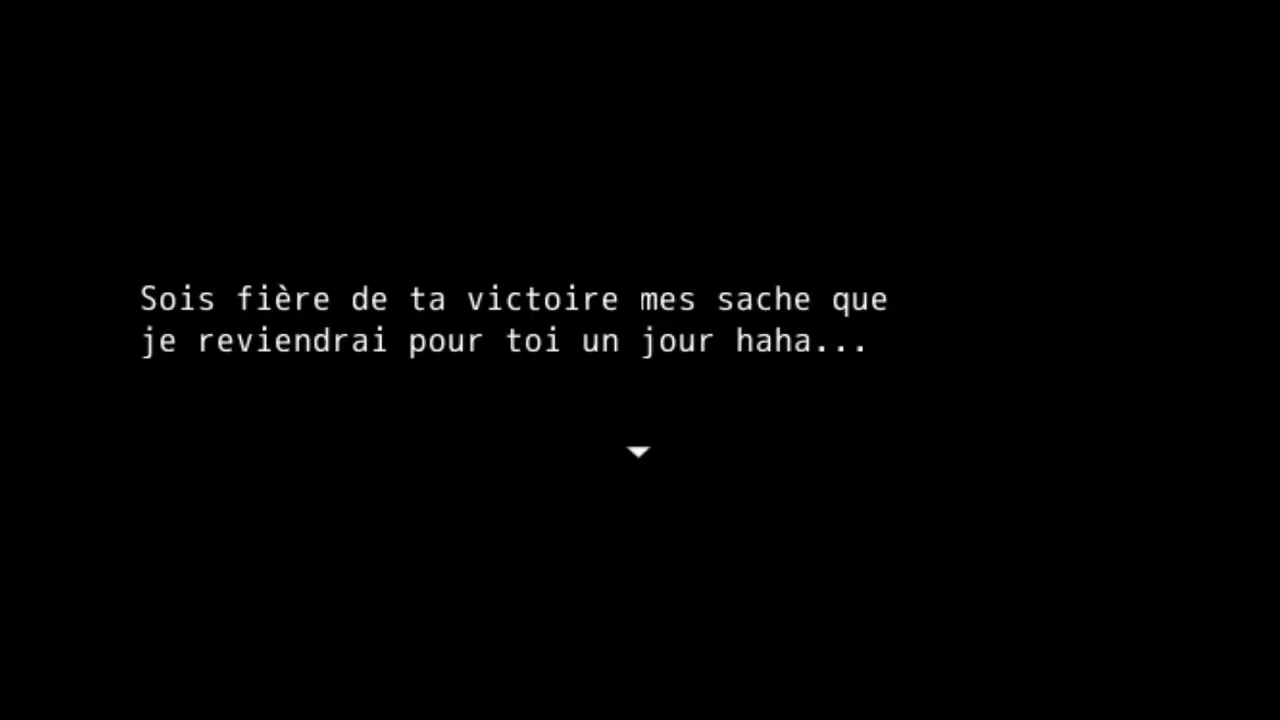 Sois fière de ta victoire mes sache que
je reviendrai pour toi un jour haha...